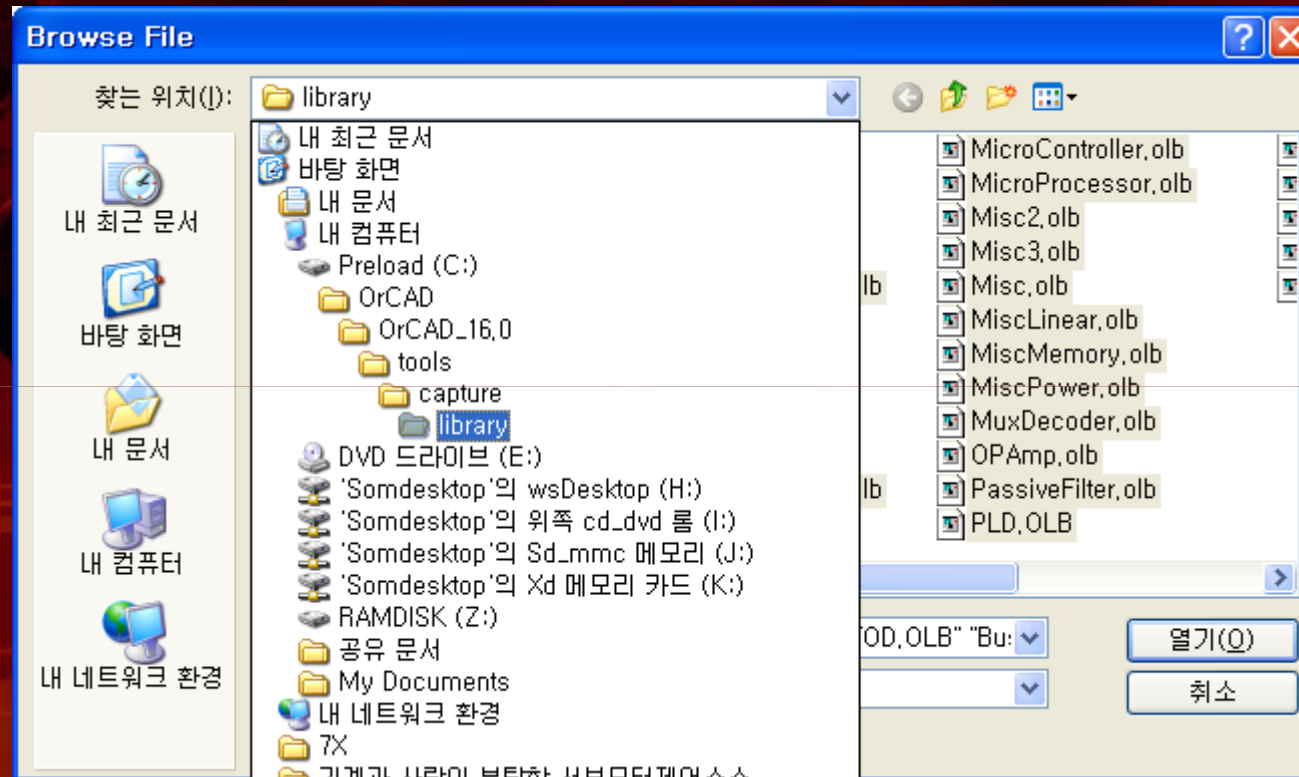 Browse File
찾는 위치(I):
library
내 최근 문서
바탕 화면
내 문서
내 컴퓨터
내 네트워크 환경
내 최근 문서
바탕 화면
내 문서
내 컴퓨터
Preload (C:)
OrCAD
OrCAD_16,0
tools
capture
library
DVD 드라이브 (E:)
'Somdesktop'의 wsDesktop (H:)
'Somdesktop'의 위쪽 cd_dvd 롬 (I:)
'Somdesktop'의 Sd_mmc 메모리 (J:)
'Somdesktop'의 Xd 메모리 카드 (K:)
RAMDISK (Z:)
공유 문서
My Documents
내 네트워크 환경
7X
lb
lb
MicroController,olb
MicroProcessor,olb
Misc2,olb
Misc3,olb
Misc,olb
MiscLinear,olb
MiscMemory,olb
MiscPower,olb
MuxDecoder,olb
OPAmp,olb
PassiveFilter,olb
PLD,OLB
OD,OLB" "Bu
열기(O)
취소